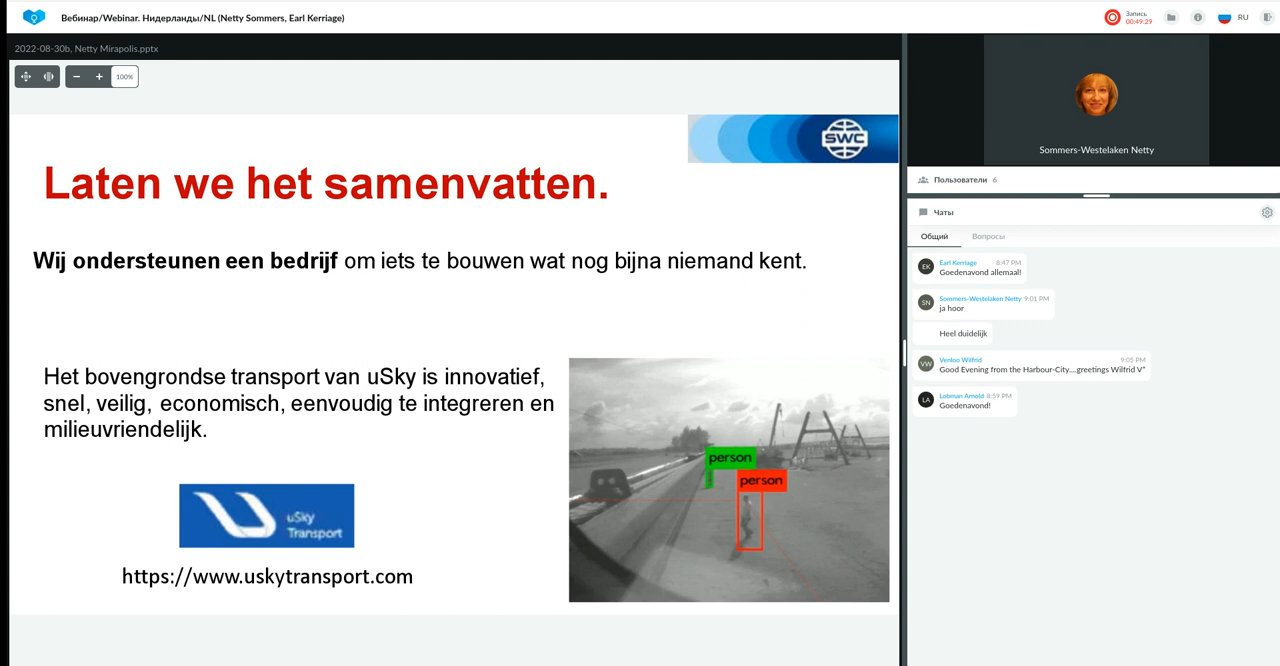 Вебинар/Webinar. Нидерланды/NL (Netty Sommers, Earl Kerriage)
Запись
00:49:29
RU
2022-08-30b, Netty Mirapolis.pptx
100%
SWC
Laten we het samenvatten.
Wij ondersteunen een bedrijf om iets te bouwen wat nog bijna niemand kent.
Het bovengrondse transport van uSky is innovatief,
snel, veilig, economisch, eenvoudig te integreren en
milieuvriendelijk.
person
person
uSky
Transport
https://www.uskytransport.com
Sommers-Westelaken Netty
Пользователи 6
Чаты
Общий
Вопросы
EK
Earl Kerriage 8:47 PM
Goedenavond allemaal!
SN
Sommers-Westelaken Netty 9:01 PM
ja hoor
Heel duidelijk
VW
Venloo Wilfrid 9:05 PM
Good Evening from the Harbour-City....greetings Wilfrid V"
LA
Lobman Arnold 8:59 PM
Goedenavond!